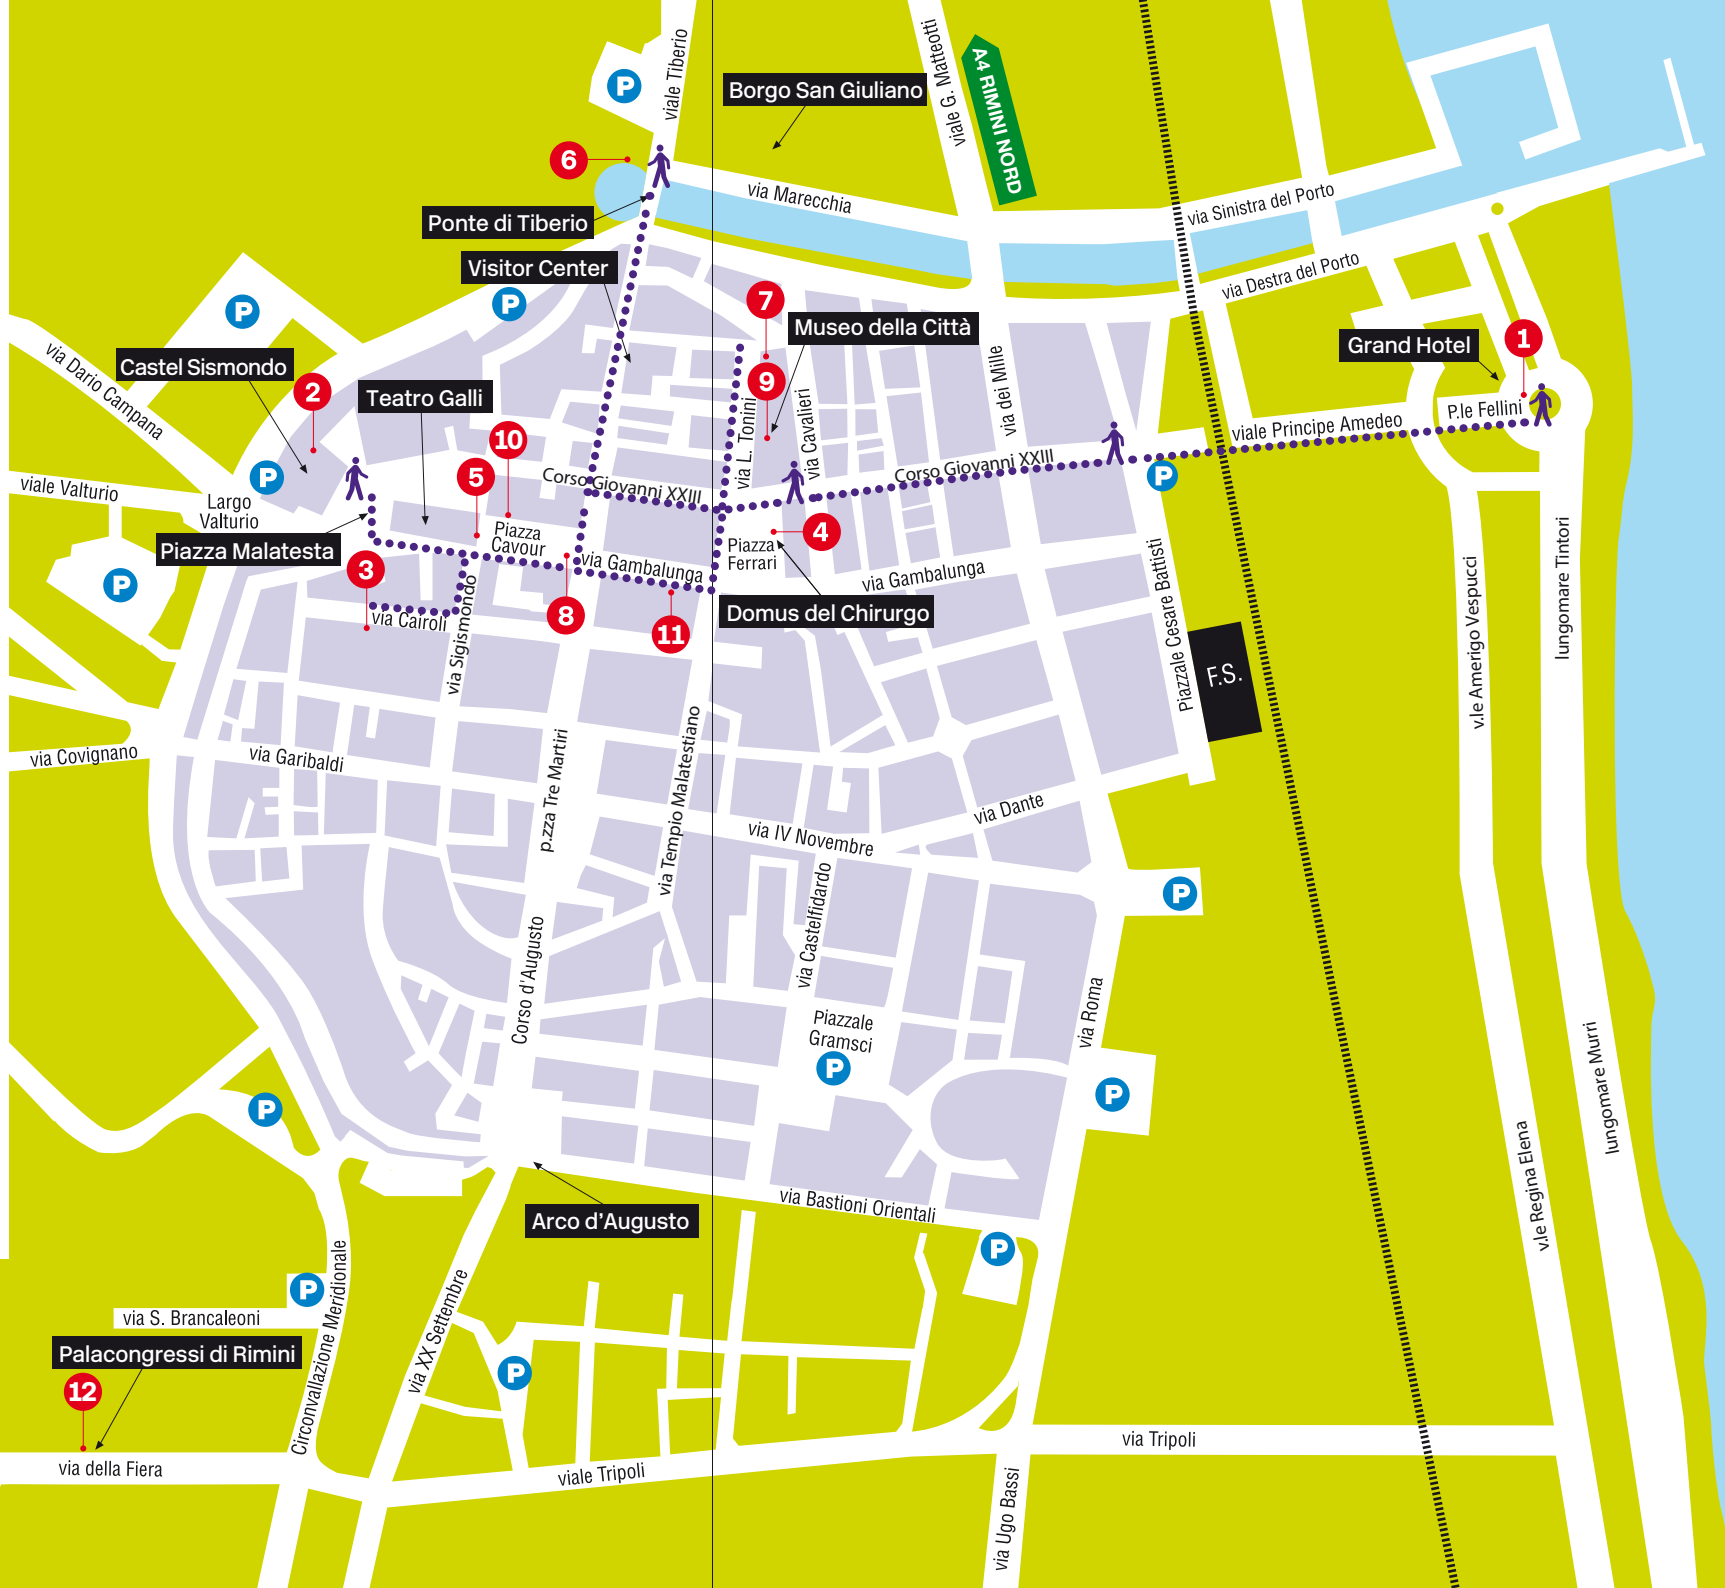 viale Tiberio
P
Borgo San Giuliano
viale G. Matteotti
A4 RIMINI NORD
6
via Marecchia
via Sinistra del Porto
Ponte di Tiberio
Visitor Center
via Destra del Porto
P
P
7
Museo della Città
Grand Hotel
1
via Dario Campana
Castel Sismondo
2
Teatro Galli
9
via L. Tonini
via Cavalieri
via dei Mille
P.le Fellini
viale Principe Amedeo
10
Corso Giovanni XXIII
Corso Giovanni XXIII
P
P
5
viale Valturio
Largo
Valturio
Piazza Malatesta
Piazza
Cavour
4
Piazza
Ferrari
via Gambalunga
via Gambalunga
P
3
Domus del Chirurgo
via Cairoli
8
11
via Sigismondo
Piazzale Cesare Battisti
F.S.
v.le Amerigo Vespucci
lungomare Tintori
via Covignano
via Garibaldi
p.zza Tre Martiri
via Tempio Malatestiano
via IV Novembre
via Dante
via Castelfidardo
P
Corso d'Augusto
via Roma
Piazzale
Gramsci
P
P
P
lungomare Murri
v.le Regina Elena
Arco d'Augusto
via Bastioni Orientali
P
P
via S. Brancaleoni
Circonvallazione Meridionale
via XX Settembre
Palacongressi di Rimini
12
P
via della Fiera
viale Tripoli
via Tripoli
via Ugo Bassi